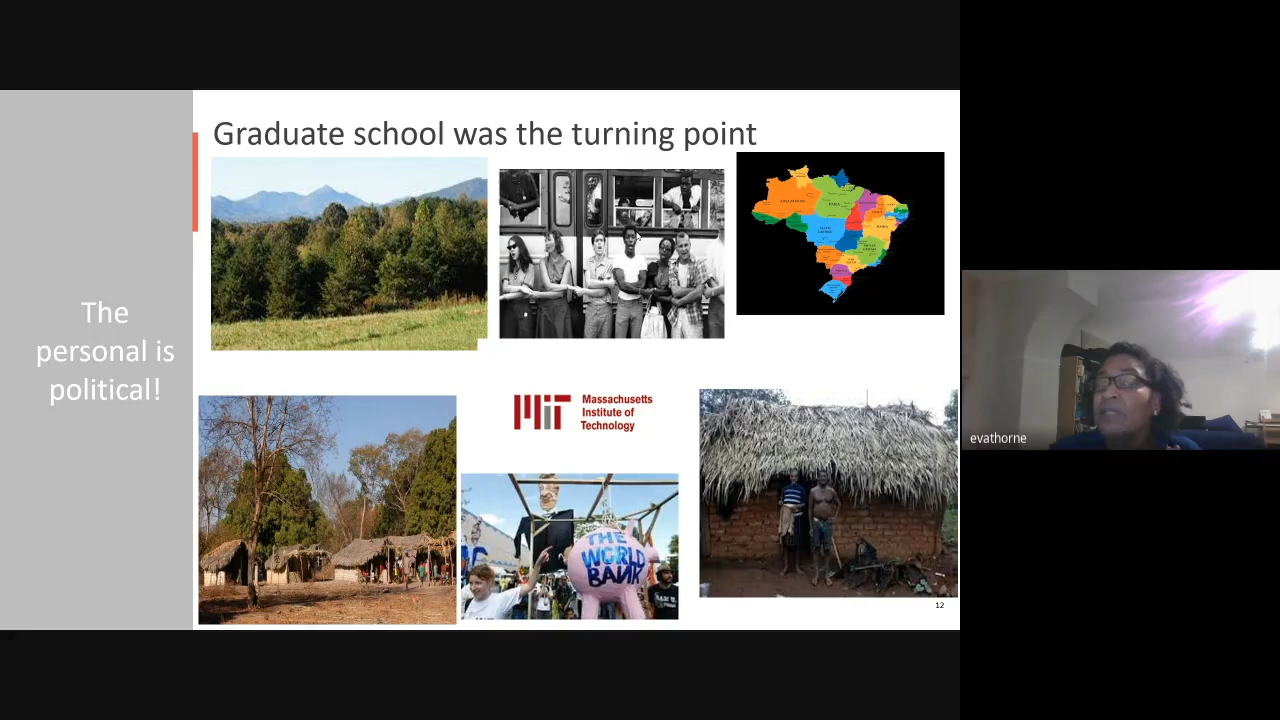 Graduate school was the turning point
The
personal is
political!
Massachusetts
Institute of
Technology
THE
WORLD
BANK
12
evathorne